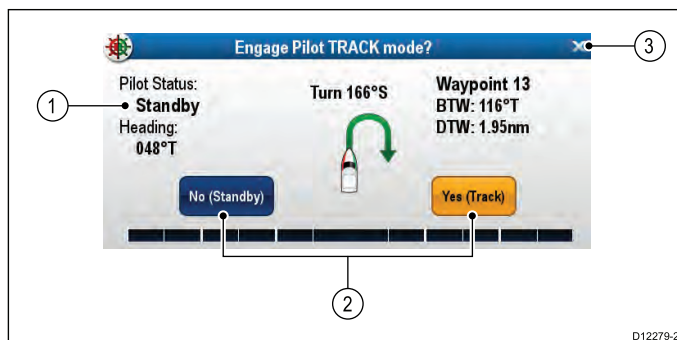 Engage Pilot TRACK mode?
X
3
Pilot Status:
Standby
Heading:
048°T
1
Turn 166°S
Waypoint 13
BTW: 116°T
DTW: 1.95nm
No (Standby)
Yes (Track)
2
D12279-2